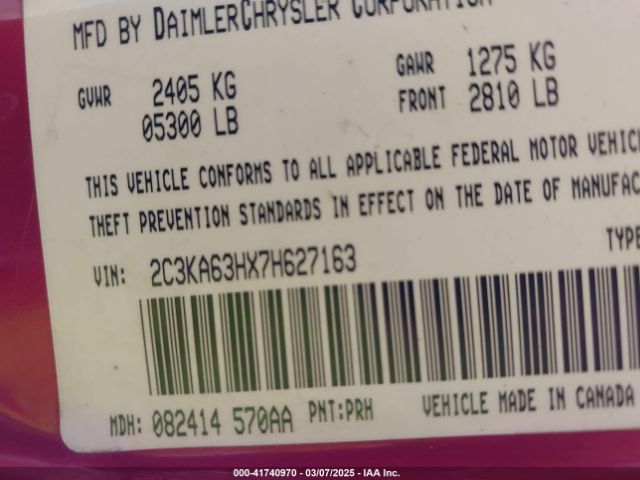 MFD BY DAIMLERCHRYSLER CORPORATION
GVWR 2405 KG GAWR 1275 KG
05300 LB FRONT 2810 LB
THIS VEHICLE CONFORMS TO ALL APPLICABLE FEDERAL MOTOR VEHIC
THEFT PREVENTION STANDARDS IN EFFECT ON THE DATE OF MANUFAC
VIN: 2C3KA63HX7H627163 TYPE
MDH: 082414 570AA PNT:PRH VEHICLE MADE IN CANADA
000-41740970 — 03/07/2025 — IAA Inc.